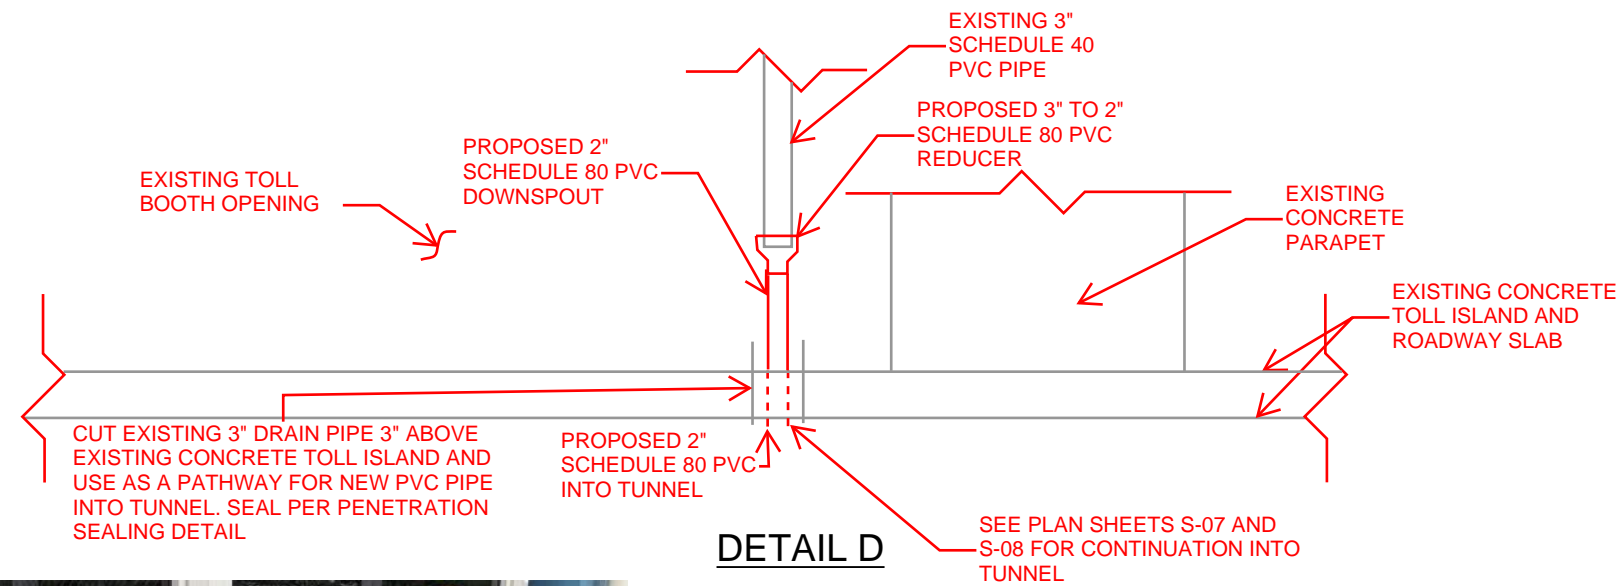 EXISTING 3"
SCHEDULE 40
PVC PIPE
PROPOSED 3" TO 2"
SCHEDULE 80 PVC
REDUCER
PROPOSED 2"
SCHEDULE 80 PVC
DOWNSPOUT
EXISTING TOLL
BOOTH OPENING
EXISTING
CONCRETE
PARAPET
EXISTING CONCRETE
TOLL ISLAND AND
ROADWAY SLAB
CUT EXISTING 3" DRAIN PIPE 3" ABOVE
EXISTING CONCRETE TOLL ISLAND AND
USE AS A PATHWAY FOR NEW PVC PIPE
INTO TUNNEL. SEAL PER PENETRATION
SEALING DETAIL
PROPOSED 2"
SCHEDULE 80 PVC
INTO TUNNEL
SEE PLAN SHEETS S-07 AND
S-08 FOR CONTINUATION INTO
TUNNEL
DETAIL D